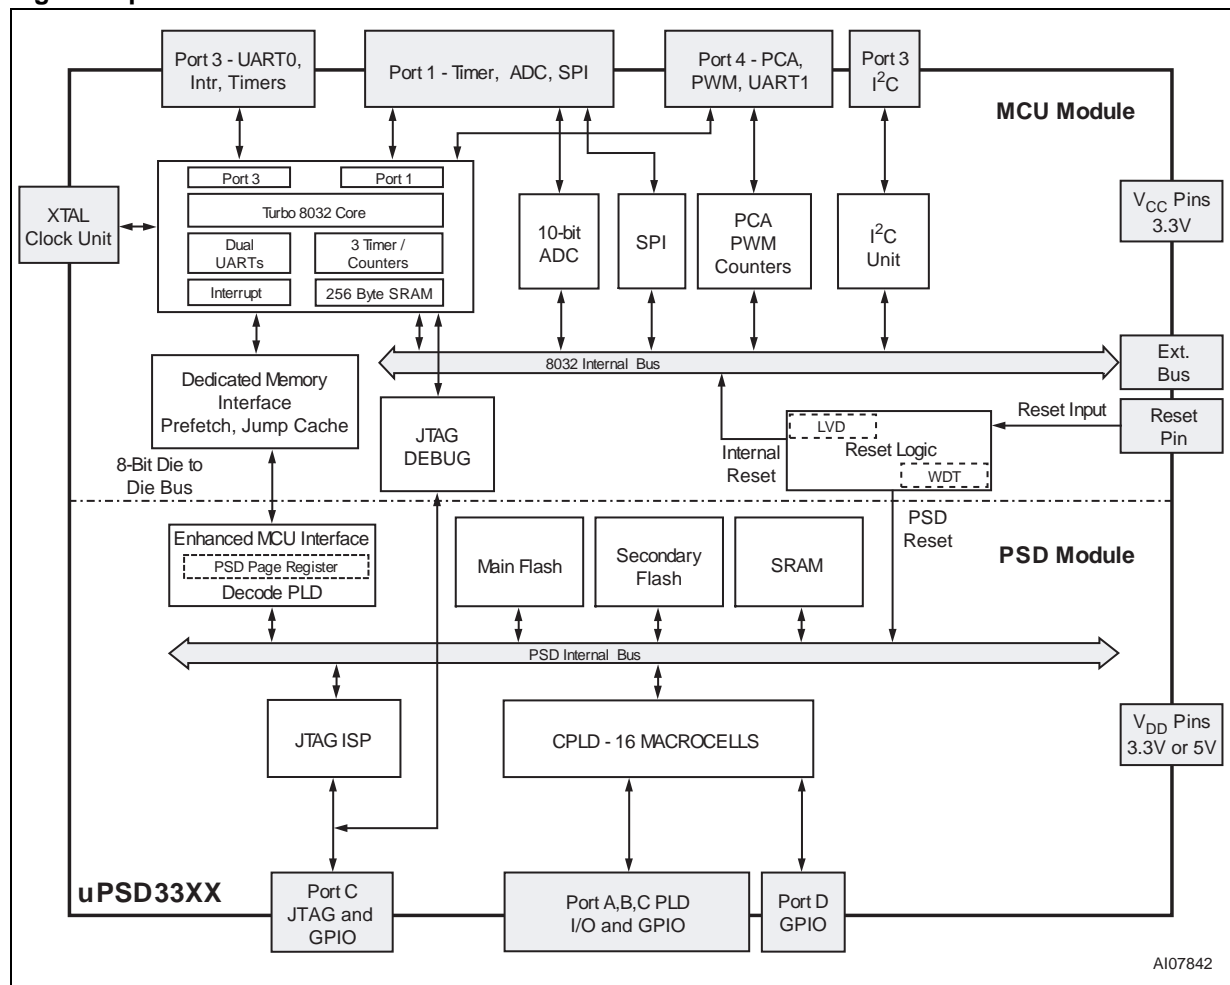 Port 3 - UART0,
Intr, Timers
Port 1 - Timer, ADC, SPI
Port 4 - PCA,
PWM, UART1
Port 3
I²C
MCU Module
XTAL
Clock Unit
Port 3
Port 1
Turbo 8032 Core
Dual
UARTs
3 Timer /
Counters
Interrupt
256 Byte SRAM
10-bit
ADC
SPI
PCA
PWM
Counters
I²C
Unit
VCC Pins
3.3V
8032 Internal Bus
Ext.
Bus
Dedicated Memory
Interface
Prefetch, Jump Cache
JTAG
DEBUG
LVD
Reset Logic
WDT
Internal
Reset
Reset Input
Reset
Pin
8-Bit Die to
Die Bus
PSD
Reset
PSD Module
Enhanced MCU Interface
PSD Page Register
Decode PLD
Main Flash
Secondary
Flash
SRAM
PSD Internal Bus
JTAG ISP
CPLD - 16 MACROCELLS
VDD Pins
3.3V or 5V
uPSD33XX
Port C
JTAG and
GPIO
Port A,B,C PLD
I/O and GPIO
Port D
GPIO
AI07842